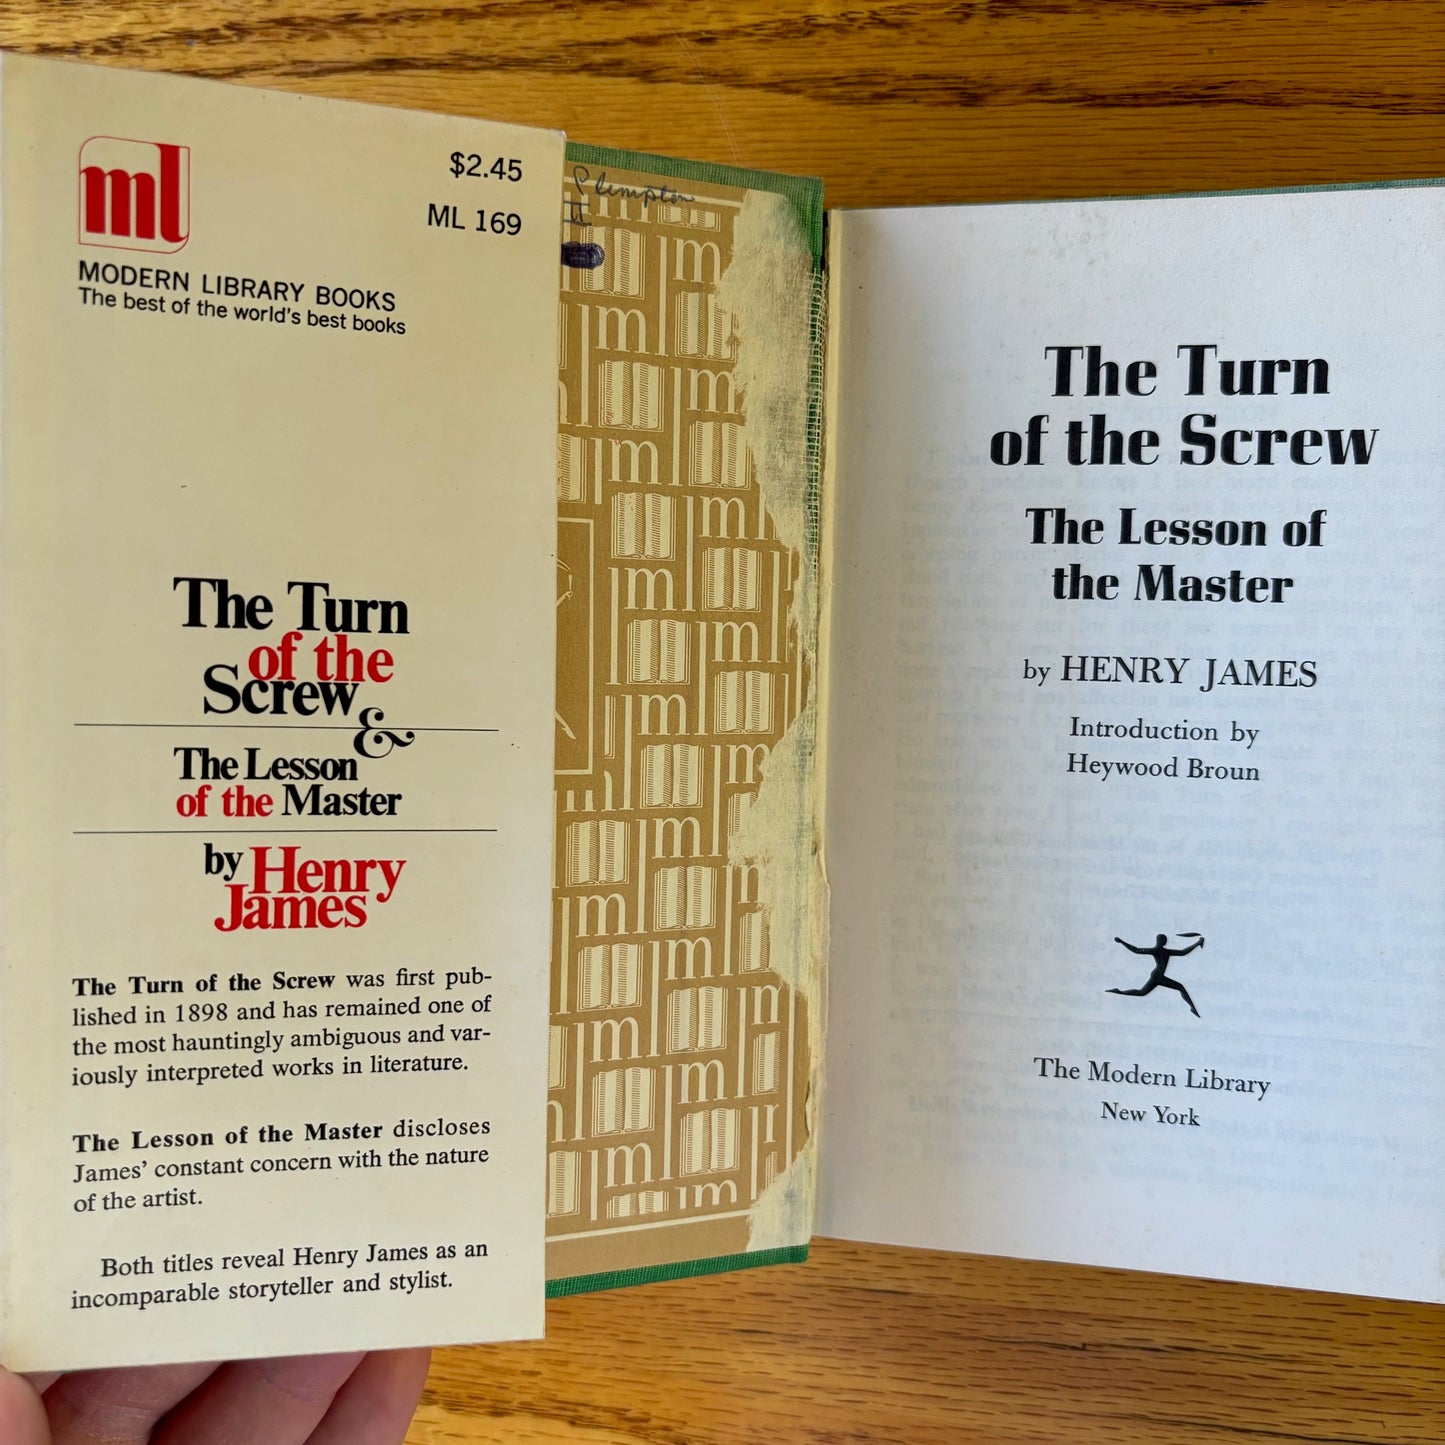 ml
$2.45
ML 169
MODERN LIBRARY BOOKS
The best of the world's best books
The Turn
of the
Screw
&
The Lesson
of the Master
by Henry
James
The Turn of the Screw was first pub-
lished in 1898 and has remained one of
the most hauntingly ambiguous and var-
iously interpreted works in literature.
The Lesson of the Master discloses
James' constant concern with the nature
of the artist.
Both titles reveal Henry James as an
incomparable storyteller and stylist.
Plimpton
II
The Turn
of the Screw
The Lesson of
the Master
by HENRY JAMES
Introduction by
Heywood Broun
The Modern Library
New York